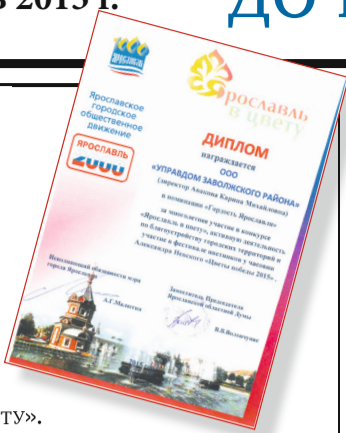 в 2015 г.
ДО
Ярославское
городское
общественное
движение
ЯРОСЛАВЛЬ
2000
Ярославль
в цвету
ДИПЛОМ
награждается
ООО
«УПРАВДОМ ЗАВОЛЖСКОГО РАЙОНА»
(директор Авакова Карина Михайловна)
в номинации «Гордость Ярославля»
за многолетнее участие в конкурсе
«Ярославль в цвету», активную деятельность
по благоустройству городских территорий и
участие в фестивале цветников у часовни
Александра Невского «Цветы победы 2015».
Исполняющий обязанности мэра
города Ярославля
А.Г.Малютин
Заместитель Председателя
Ярославской областной Думы
В.В.Волончунас
ТУ».